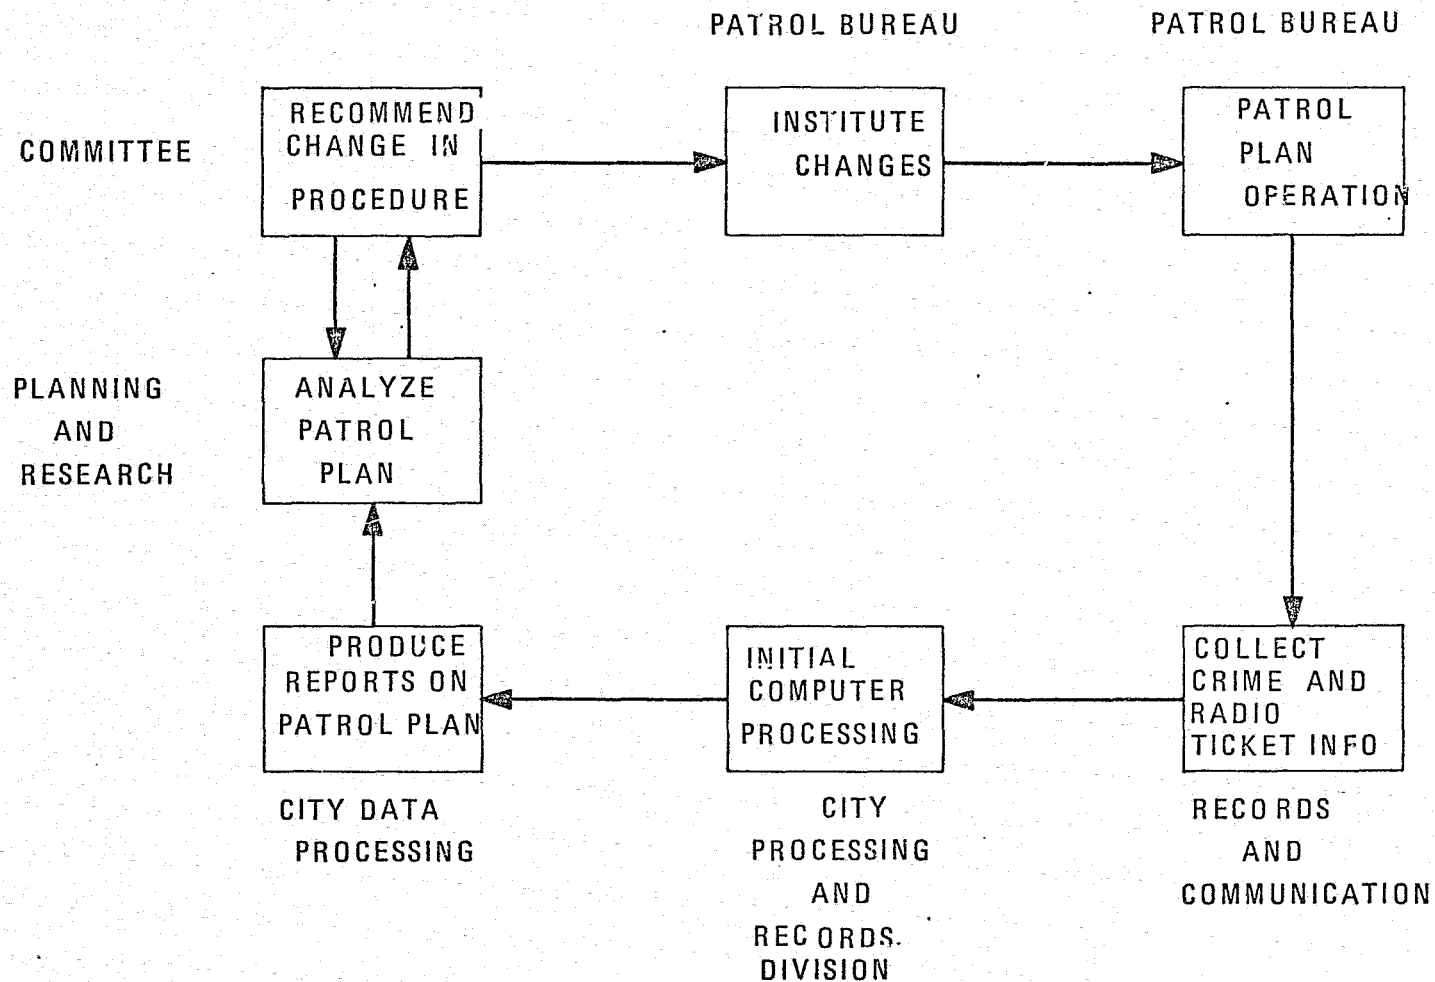 PATROL BUREAU
PATROL BUREAU
COMMITTEE
RECOMMEND
CHANGE IN
PROCEDURE
INSTITUTE
CHANGES
PATROL
PLAN
OPERATION
PLANNING
AND
RESEARCH
ANALYZE
PATROL
PLAN
PRODUCE
REPORTS ON
PATROL PLAN
INITIAL
COMPUTER
PROCESSING
COLLECT
CRIME AND
RADIO
TICKET INFO
CITY DATA
PROCESSING
CITY
PROCESSING
AND
RECORDS
DIVISION
RECORDS
AND
COMMUNICATION